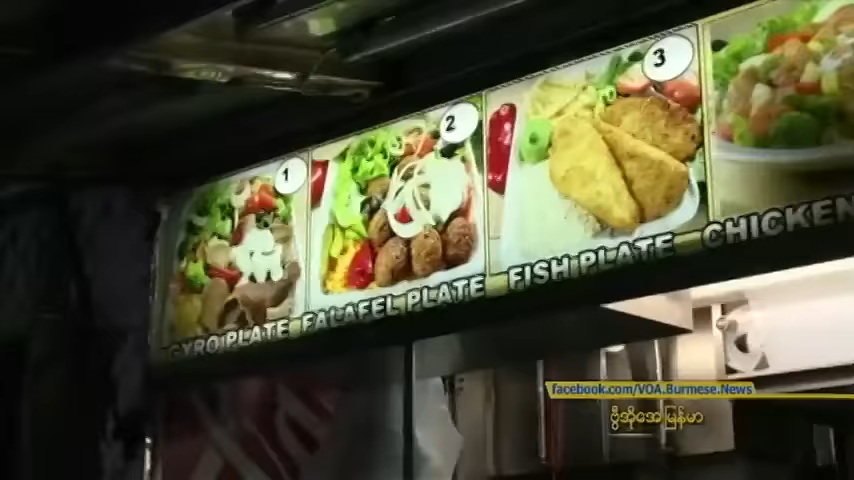 1
2
3
GYRO PLATE
FALAFEL PLATE
FISH PLATE
CHICKEN
facebook.com/VOA.Burmese.News
ဗွီအိုအေ မြန်မာ